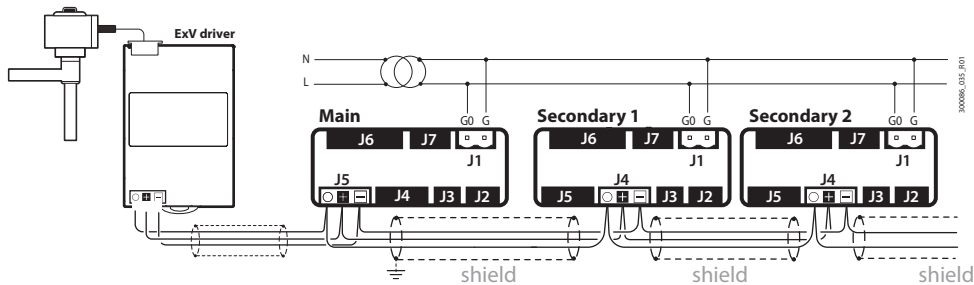 ExV driver
N
L
G0 G
G0 G
G0 G
300086_035_R01
Main
Secondary 1
Secondary 2
J6 J7 J1
J6 J7 J1
J6 J7 J1
J5 J4 J3 J2
J5 J4 J3 J2
J5 J4 J3 J2
shield
shield
shield